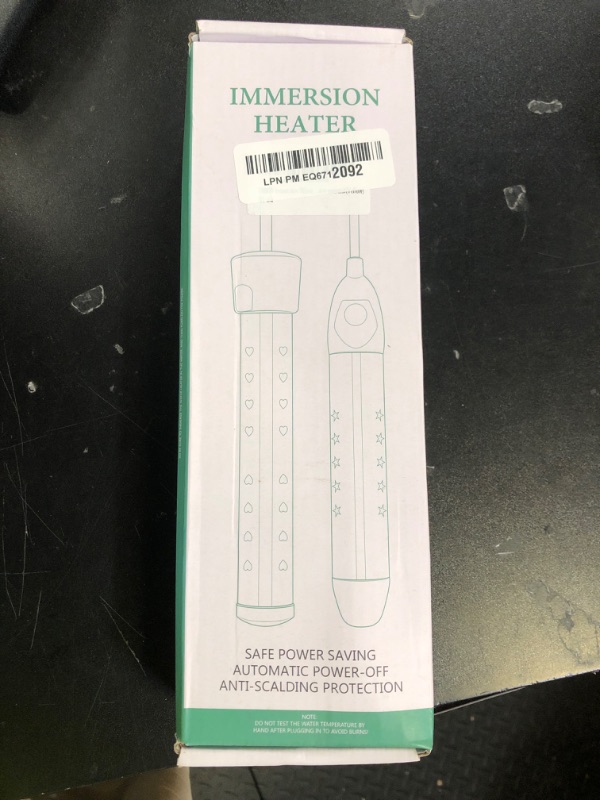 IMMERSION
HEATER
LPN PM EQ6712092
SAFE POWER SAVING
AUTOMATIC POWER-OFF
ANTI-SCALDING PROTECTION
NOTE
DO NOT TEST THE WATER TEMPERATURE BY
HAND AFTER PLUGGING IN TO AVOID BURNS!